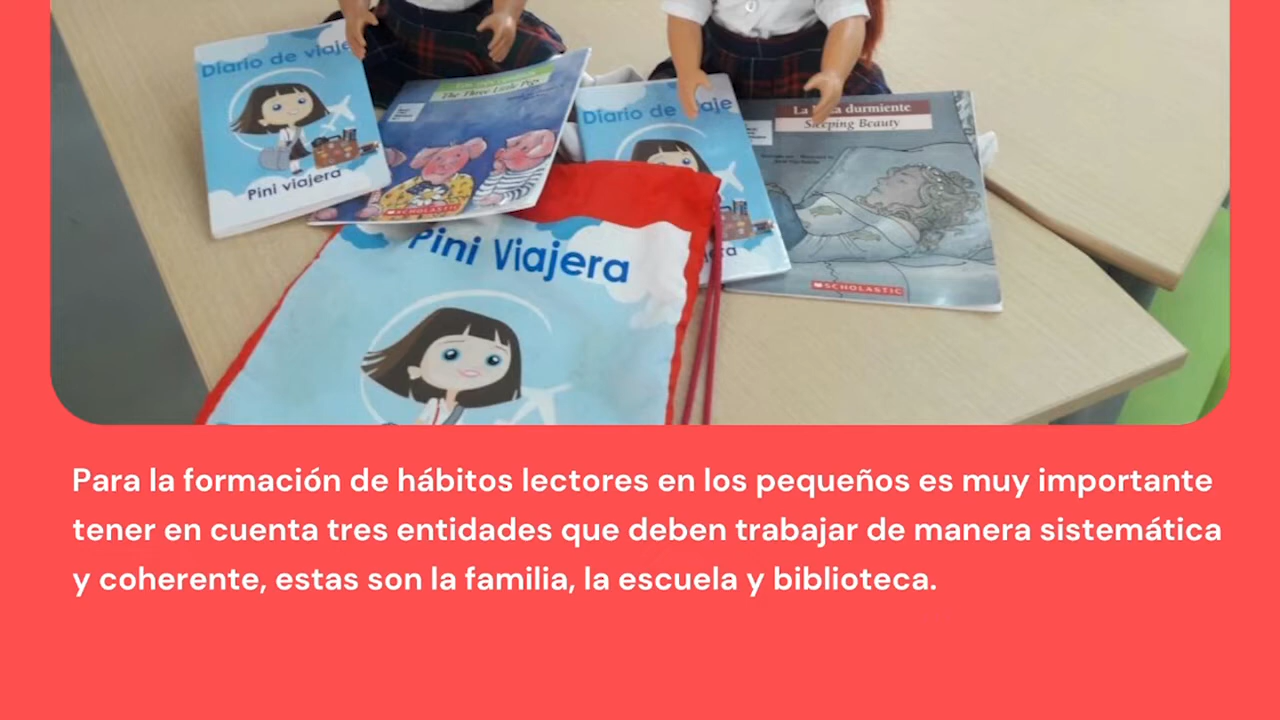 Diario de viaje
Pini viajera
The Three Little Pigs
SCHOLASTIC
Diario de viaje
La durmiente
Sleeping Beauty
SCHOLASTIC
Pini Viajera
Para la formación de hábitos lectores en los pequeños es muy importante
tener en cuenta tres entidades que deben trabajar de manera sistemática
y coherente, estas son la familia, la escuela y biblioteca.